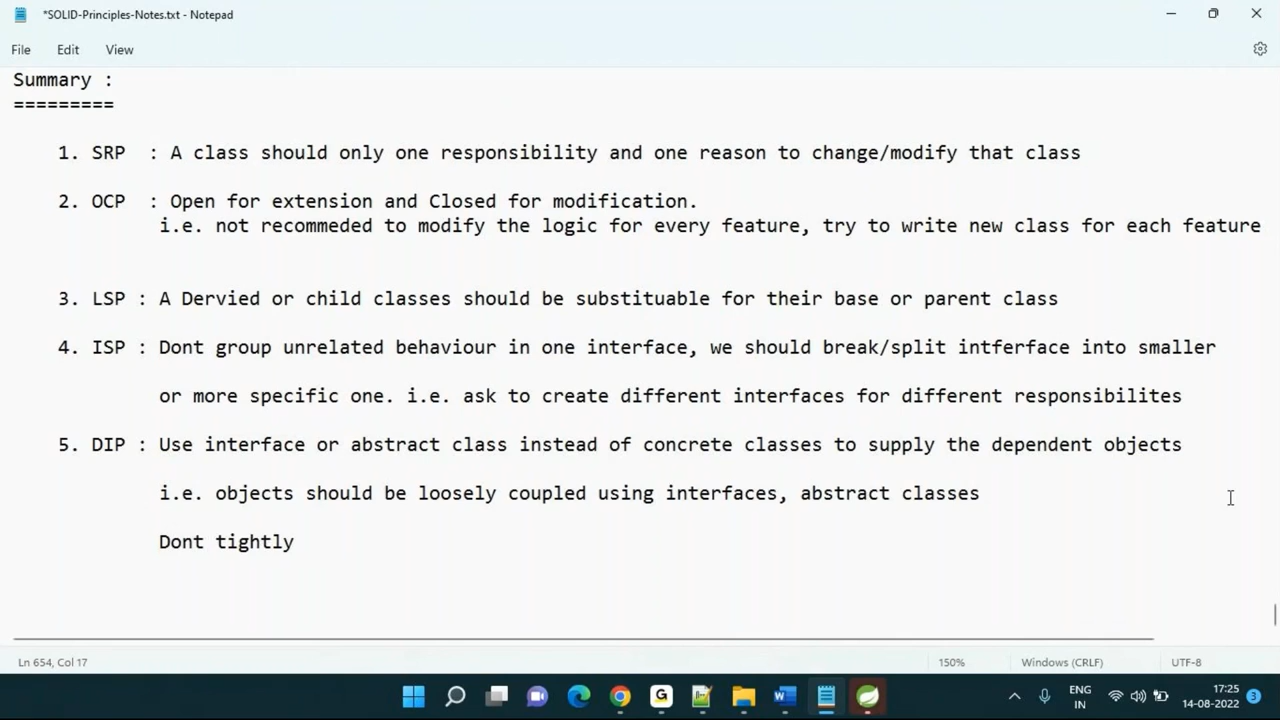 *SOLID-Principles-Notes.txt - Notepad
File Edit View
Summary :
=========
1. SRP : A class should only one responsibility and one reason to change/modify that class
2. OCP : Open for extension and Closed for modification.
i.e. not recommeded to modify the logic for every feature, try to write new class for each feature
3. LSP : A Dervied or child classes should be substituable for their base or parent class
4. ISP : Dont group unrelated behaviour in one interface, we should break/split intferface into smaller
or more specific one. i.e. ask to create different interfaces for different responsibilites
5. DIP : Use interface or abstract class instead of concrete classes to supply the dependent objects
i.e. objects should be loosely coupled using interfaces, abstract classes
Dont tightly
Ln 654, Col 17 150% Windows (CRLF) UTF-8
ENG 17:25
IN 14-08-2022 3